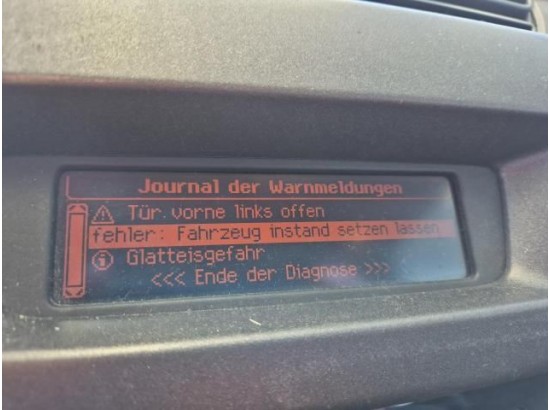 Journal der Warnmeldungen
Tür vorne links offen
fehler: Fahrzeug instand setzen lassen
Glatteisgefahr
<<< Ende der Diagnose >>>